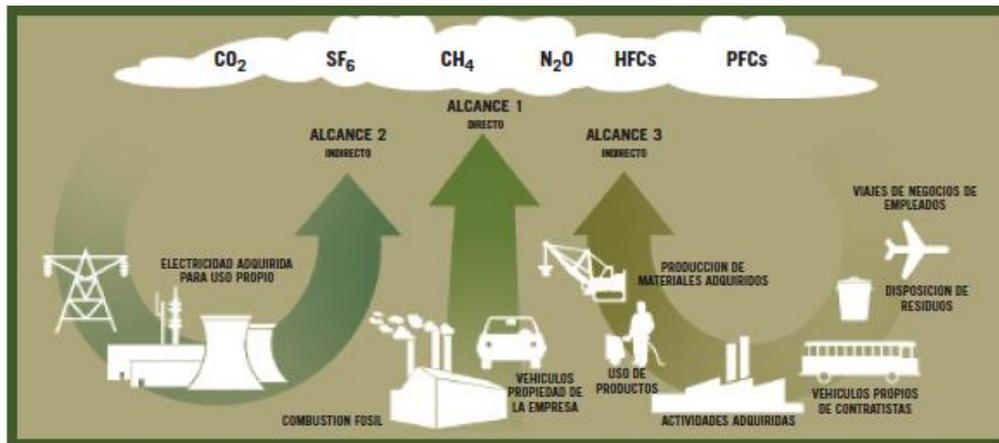 CO₂ SF₆ CH₄ N₂O HFCs PFCs
ALCANCE 1
DIRECTO
ALCANCE 2
INDIRECTO
ALCANCE 3
INDIRECTO
VIAJES DE NEGOCIOS DE
EMPLEADOS
ELECTRICIDAD ADQUIRIDA
PARA USO PROPIO
PRODUCCION DE
MATERIALES ADQUIRIDOS
DISPOSICION DE
RESIDUOS
COMBUSTION FOSIL
VEHICULOS
PROPIEDAD DE
LA EMPRESA
USO DE
PRODUCTOS
ACTIVIDADES ADQUIRIDAS
VEHICULOS PROPIOS
DE CONTRATISTAS